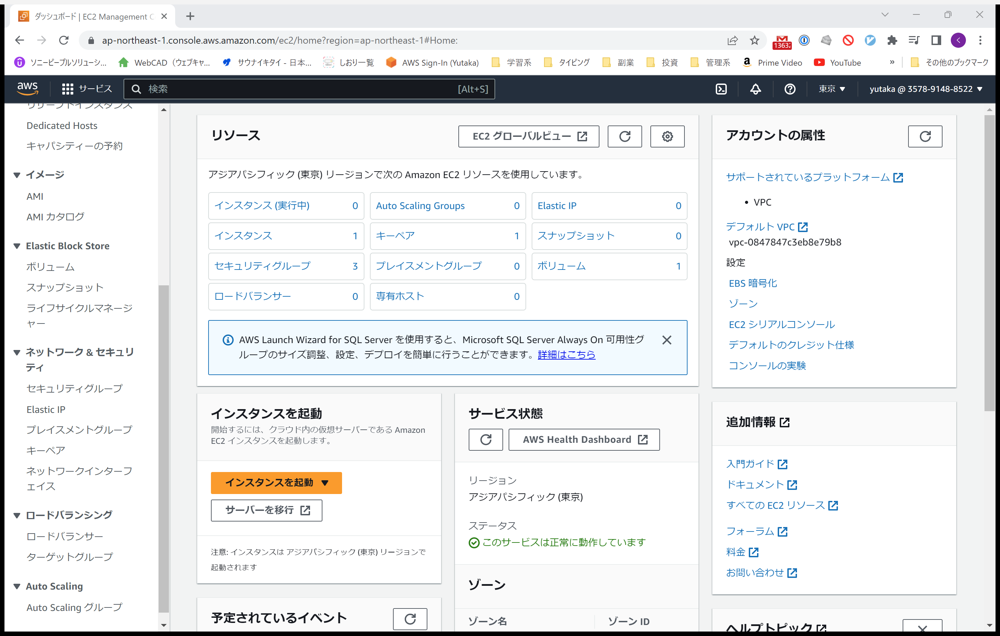 ダッシュボード | EC2 Management C
ap-northeast-1.console.aws.amazon.com/ec2/home?region=ap-northeast-1#Home:
1363
ソニーピープルソリューシ...
WebCAD（ウェブキャ...
サウナイキタイ - 日本...
しおり一覧
AWS Sign-In (Yutaka)
学習系
タイピング
副業
投資
管理系
Prime Video
YouTube
»
その他のブックマーク
aws
サービス
検索
[Alt+S]
東京 ▼
yutaka @ 3578-9148-8522 ▼
Dedicated Hosts
キャパシティーの予約
▼ イメージ
AMI
AMI カタログ
▼ Elastic Block Store
ボリューム
スナップショット
ライフサイクルマネージ
ャー
▼ ネットワーク & セキュリ
ティ
セキュリティグループ
Elastic IP
プレイスメントグループ
キーペア
ネットワークインターフ
ェイス
▼ ロードバランシング
ロードバランサー
ターゲットグループ
▼ Auto Scaling
Auto Scaling グループ
リソース
EC2 グローバルビュー
アジアパシフィック (東京) リージョンで次の Amazon EC2 リソースを使用しています。
インスタンス (実行中) 0
Auto Scaling Groups 0
Elastic IP 0
インスタンス 1
キーペア 1
スナップショット 0
セキュリティグループ 3
プレイスメントグループ 0
ボリューム 1
ロードバランサー 0
専有ホスト 0
AWS Launch Wizard for SQL Server を使用すると、Microsoft SQL Server Always On 可用性グ
ループのサイズ調整、設定、デプロイを簡単に行うことができます。詳細はこちら
インスタンスを起動
開始するには、クラウド内の仮想サーバーである Amazon
EC2 インスタンスを起動します。
インスタンスを起動 ▼
サーバーを移行
注意: インスタンスは アジアパシフィック (東京) リージョンで
起動されます
予定されているイベント
サービス状態
AWS Health Dashboard
リージョン
アジアパシフィック (東京)
ステータス
このサービスは正常に動作しています
ゾーン
ゾーン名
ゾーン ID
アカウントの属性
サポートされているプラットフォーム
• VPC
デフォルト VPC
vpc-0847847c3eb8e79b8
設定
EBS 暗号化
ゾーン
EC2 シリアルコンソール
デフォルトのクレジット仕様
コンソールの実験
追加情報
入門ガイド
ドキュメント
すべての EC2 リソース
フォーラム
料金
お問い合わせ
ヘルプトピック